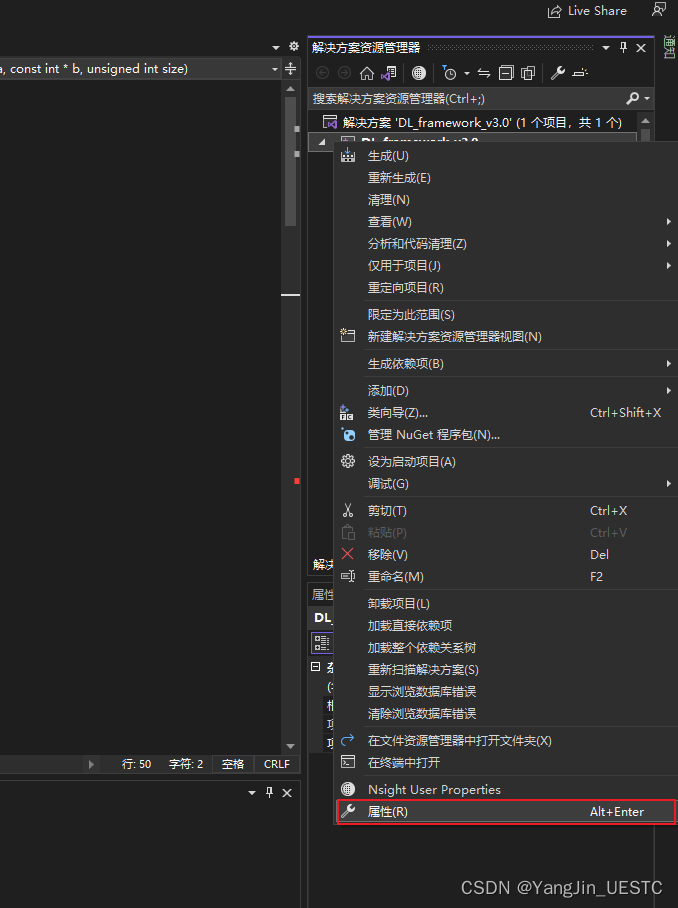 Live Share
a, const int * b, unsigned int size)
解决方案资源管理器
通知
搜索解决方案资源管理器(Ctrl+;)
解决方案 'DL_framework_v3.0' (1 个项目，共 1 个)
DL_framework_v3.0
生成(U)
重新生成(E)
清理(N)
查看(W)
分析和代码清理(Z)
仅用于项目(J)
重定向项目(R)
限定为此范围(S)
新建解决方案资源管理器视图(N)
生成依赖项(B)
添加(D)
类向导(Z)... Ctrl+Shift+X
管理 NuGet 程序包(N)...
设为启动项目(A)
调试(G)
剪切(T) Ctrl+X
粘贴(P) Ctrl+V
移除(V) Del
重命名(M) F2
卸载项目(L)
加载直接依赖项
加载整个依赖关系树
重新扫描解决方案(S)
显示浏览数据库错误
清除浏览数据库错误
在文件资源管理器中打开文件夹(X)
在终端中打开
Nsight User Properties
属性(R) Alt+Enter
解决
属性
DL_
杂
行: 50 字符: 2 空格 CRLF
CSDN @YangJin_UESTC